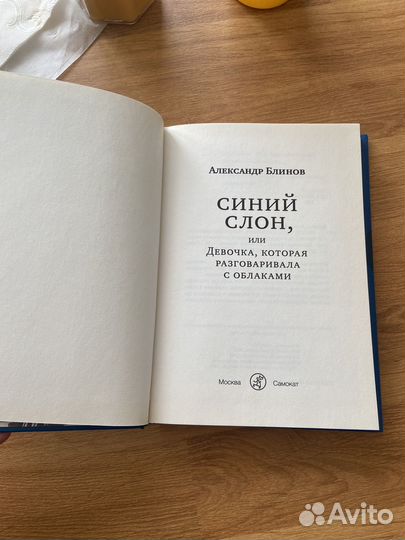 Александр Блинов
СИНИЙ
СЛОН,
или
Девочка, которая
разговаривала
с облаками
Москва Самокат
Avito